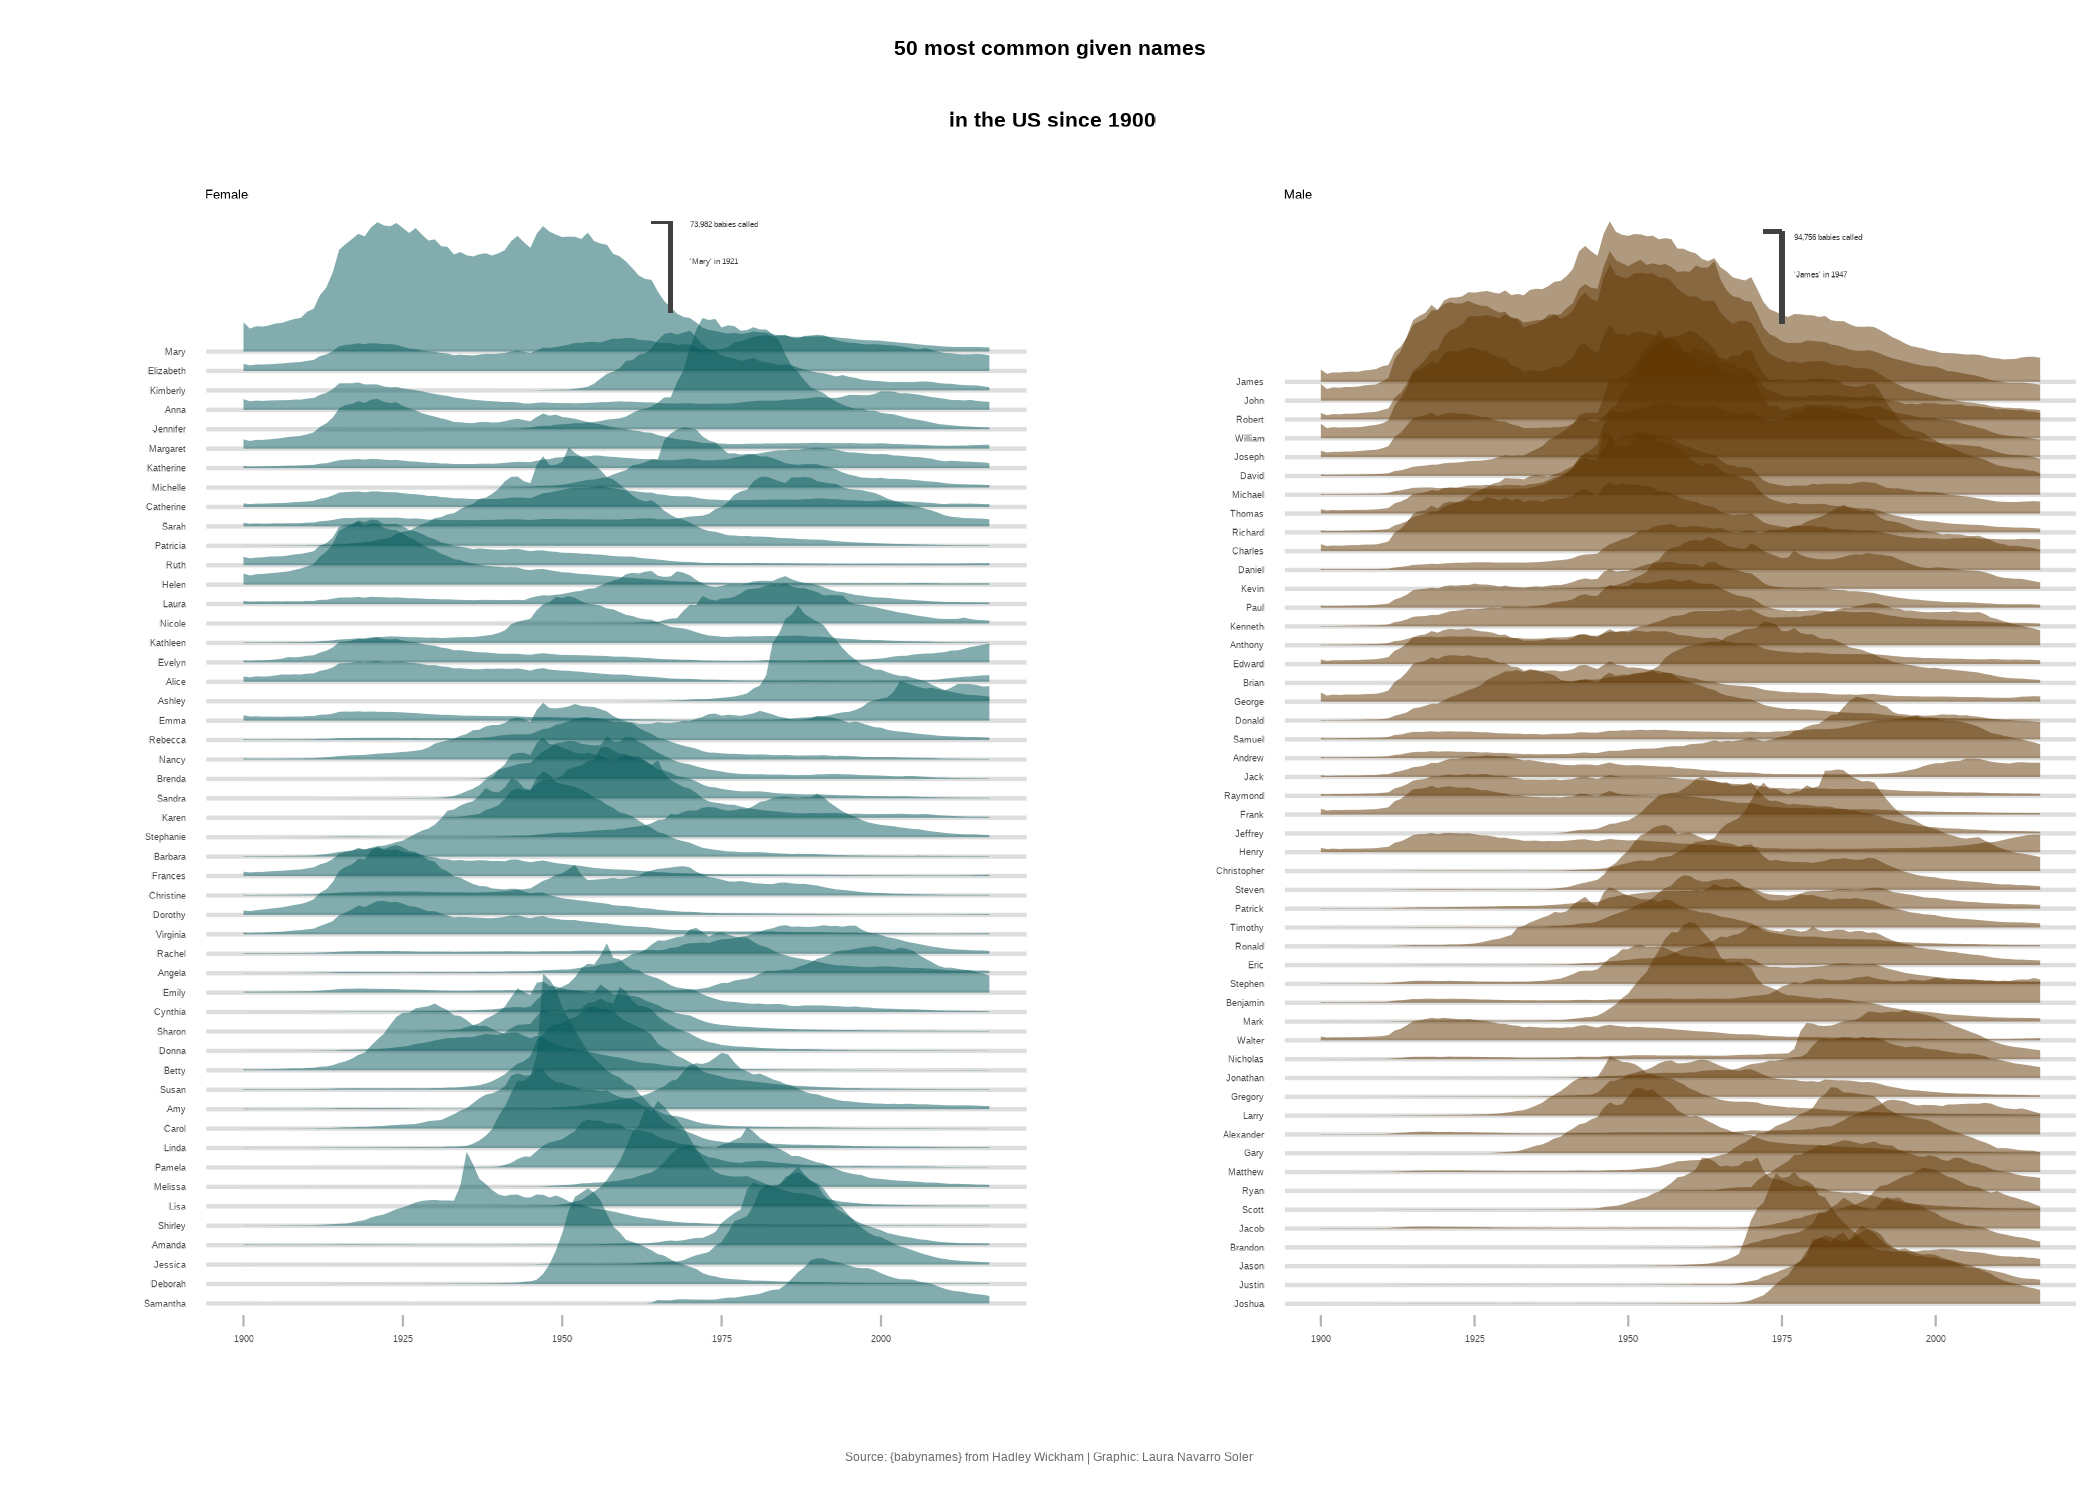 50 most common given names
in the US since 1900
Female
Male
73,982 babies called
'Mary' in 1921
94,756 babies called
'James' in 1947
Mary
Elizabeth
Kimberly
Anna
Jennifer
Margaret
Katherine
Michelle
Catherine
Sarah
Patricia
Ruth
Helen
Laura
Nicole
Kathleen
Evelyn
Alice
Ashley
Emma
Rebecca
Nancy
Brenda
Sandra
Karen
Stephanie
Barbara
Frances
Christine
Dorothy
Virginia
Rachel
Angela
Emily
Cynthia
Sharon
Donna
Betty
Susan
Amy
Carol
Linda
Pamela
Melissa
Lisa
Shirley
Amanda
Jessica
Deborah
Samantha
1900 1925 1950 1975 2000
James
John
Robert
William
Joseph
David
Michael
Thomas
Richard
Charles
Daniel
Kevin
Paul
Kenneth
Anthony
Edward
Brian
George
Donald
Samuel
Andrew
Jack
Raymond
Frank
Jeffrey
Henry
Christopher
Steven
Patrick
Timothy
Ronald
Eric
Stephen
Benjamin
Mark
Walter
Nicholas
Jonathan
Gregory
Larry
Alexander
Gary
Matthew
Ryan
Scott
Jacob
Brandon
Jason
Justin
Joshua
1900 1925 1950 1975 2000
Source: {babynames} from Hadley Wickham | Graphic: Laura Navarro Soler